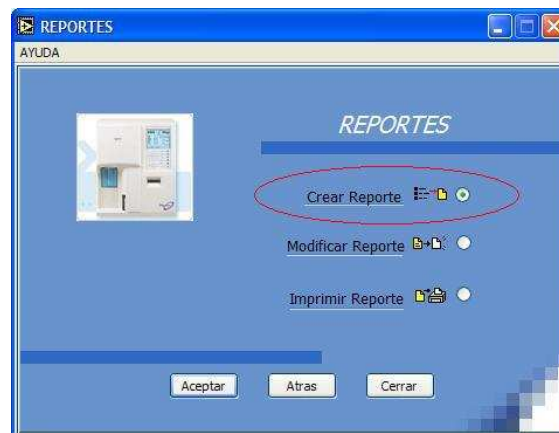 REPORTES
AYUDA
REPORTES
Crear Reporte
Modificar Reporte
Imprimir Reporte
Aceptar
Atras
Cerrar